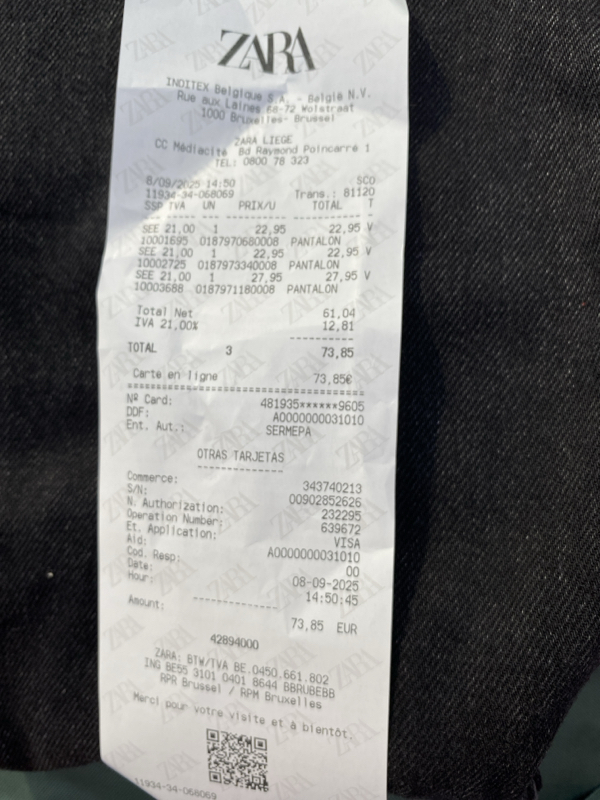 ZARA
INDITEX Belgique S.A. - België N.V.
Rue aux Laines 68-72 Wolstraat
1000 Bruxelles- Brussel
ZARA LIEGE
CC Médiacité Bd Raymond Poincarré 1
TEL: 0800 78 323
8/09/2025 14:50 SCO
11934-34-068069 Trans.: 81120
SSP TVA UN PRIX/U TOTAL T
SEE 21,00 1 22,95 22,95 V
10001695 0187970680008 PANTALON
SEE 21,00 1 22,95 22,95 V
10002725 0187973340008 PANTALON
SEE 21,00 1 27,95 27,95 V
10003688 0187971180008 PANTALON
Total Net 61,04
IVA 21.00% 12,81
TOTAL 3 73,85
Carte en ligne 73,85€
Nº Card: 481935******9605
DDF: A0000000031010
Ent. Aut.: SERMEPA
OTRAS TARJETAS
Commerce: 343740213
S/N: 00902852626
N. Authorization: 232295
Operation Number: 639672
Et. Application: VISA
Aid: A0000000031010
Cod. Resp: 00
Date: 08-09-2025
Hour: 14:50:45
Amount: 73,85 EUR
42894000
ZARA: BTW/TVA BE.0450.661.802
ING BE55 3101 0401 8644 BBRUBEBB
RPR Brussel / RPM Bruxelles
Merci pour votre visite et à bientôt.
11934-34-068069